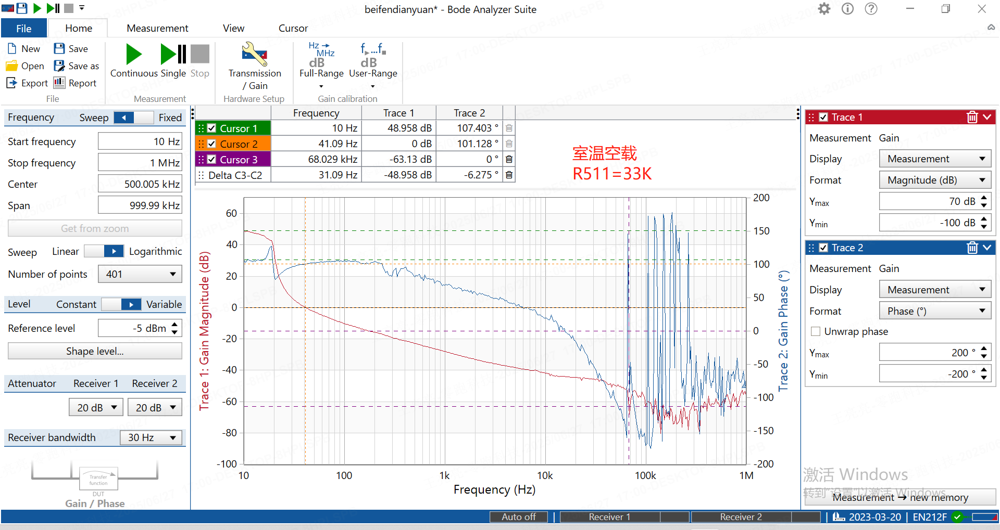 beifendianyuan* - Bode Analyzer Suite
File Home Measurement View Cursor
New Save
Open Save as
Export Report
File
Continuous Single Stop
Measurement
Transmission
/ Gain
Hardware Setup
Hz → MHz
dB
Full-Range
f...f
dB
User-Range
Gain calibration
Frequency Sweep Fixed
Start frequency 10 Hz
Stop frequency 1 MHz
Center 500.005 kHz
Span 999.99 kHz
Get from zoom
Sweep Linear Logarithmic
Number of points 401
Level Constant Variable
Reference level -5 dBm
Shape level...
Attenuator Receiver 1 Receiver 2
20 dB 20 dB
Receiver bandwidth 30 Hz
Transfer
function
DUT
Gain / Phase
Frequency Trace 1 Trace 2
Cursor 1 10 Hz 48.958 dB 107.403 °
Cursor 2 41.09 Hz 0 dB 101.128 °
Cursor 3 68.029 kHz -63.13 dB 0 °
Delta C3-C2 31.09 Hz -48.958 dB -6.275 °
室温空载
R511=33K
Trace 1: Gain Magnitude (dB)
60
40
20
0
-20
-40
-60
-80
-100
200
150
100
50
0
-50
-100
-150
-200
Trace 2: Gain Phase (°)
10 100 1k 10k 100k 1M
Frequency (Hz)
Trace 1
Measurement Gain
Display Measurement
Format Magnitude (dB)
Ymax 70 dB
Ymin -100 dB
Trace 2
Measurement Gain
Display Measurement
Format Phase (°)
Unwrap phase
Ymax 200 °
Ymin -200 °
激活 Windows
转到"设置"以激活 Windows。
Measurement → new memory
Auto off Receiver 1 Receiver 2 2023-03-20 EN212F